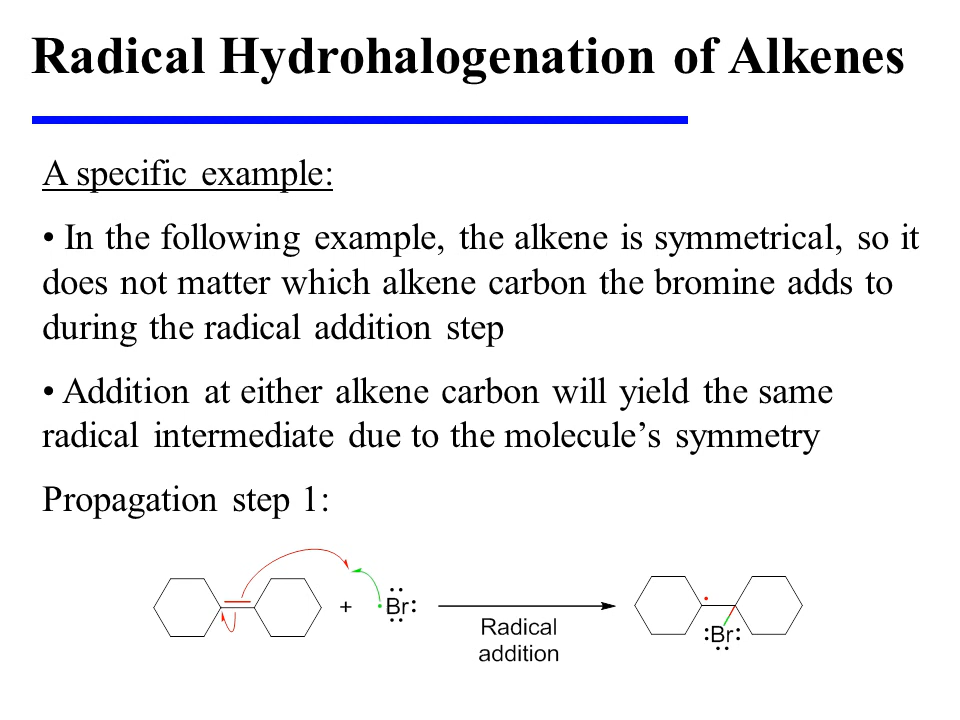 Radical Hydrohalogenation of Alkenes
A specific example:
• In the following example, the alkene is symmetrical, so it
does not matter which alkene carbon the bromine adds to
during the radical addition step
• Addition at either alkene carbon will yield the same
radical intermediate due to the molecule’s symmetry
Propagation step 1:
+ Br
Radical
addition
Br